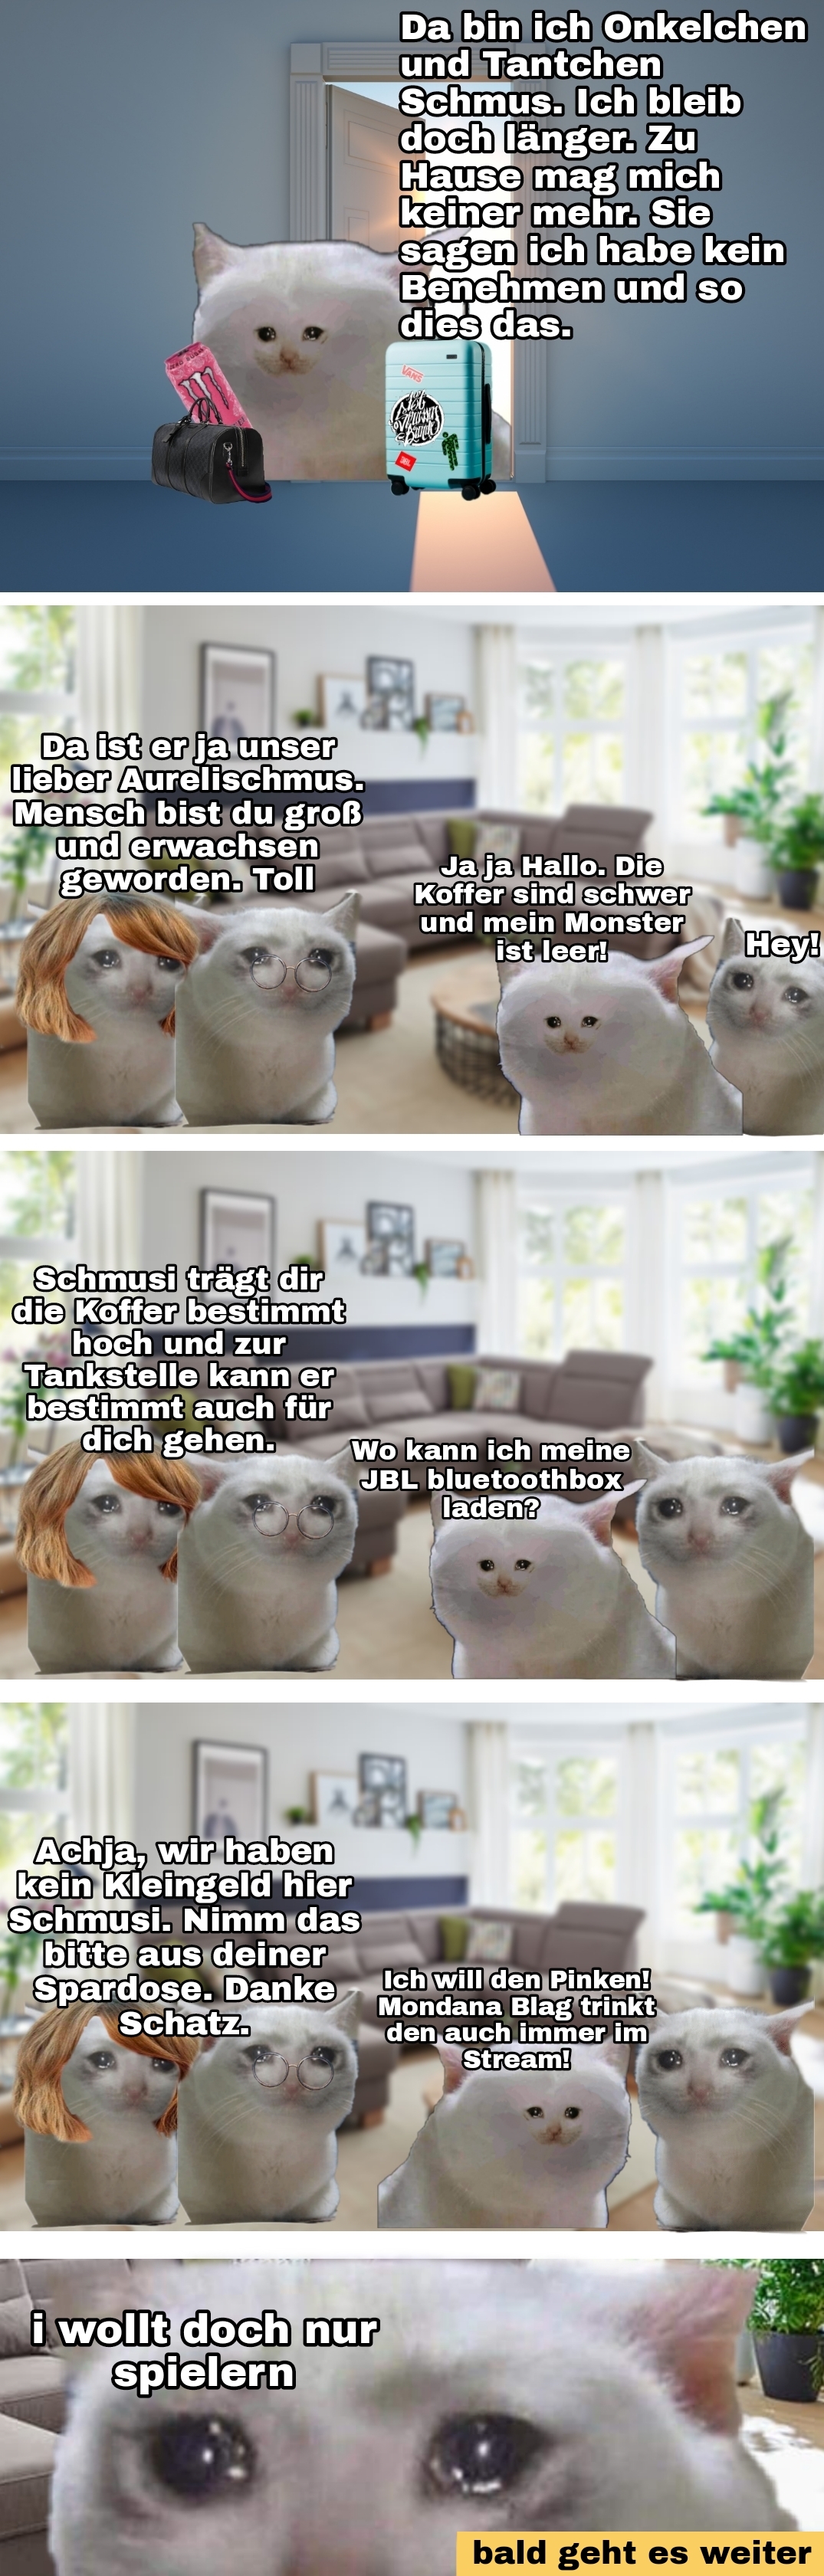 Da bin ich Onkelchen
und Tantchen
Schmus. Ich bleib
doch länger. Zu
Hause mag mich
keiner mehr. Sie
sagen ich habe kein
Benehmen und so
dies das.
VANS
JBL
Da ist er ja unser
lieber Aurelischmus.
Mensch bist du groß
und erwachsen
geworden. Toll
Ja ja Hallo. Die
Koffer sind schwer
und mein Monster
ist leer!
Hey!
Schmusi trägt dir
die Koffer bestimmt
hoch und zur
Tankstelle kann er
bestimmt auch für
dich gehen.
Wo kann ich meine
JBL bluetoothbox
laden?
Achja, wir haben
kein Kleingeld hier
Schmusi. Nimm das
bitte aus deiner
Spardose. Danke
Schatz.
Ich will den Pinken!
Mondana Blag trinkt
den auch immer im
Stream!
i wollt doch nur
spielern
bald geht es weiter